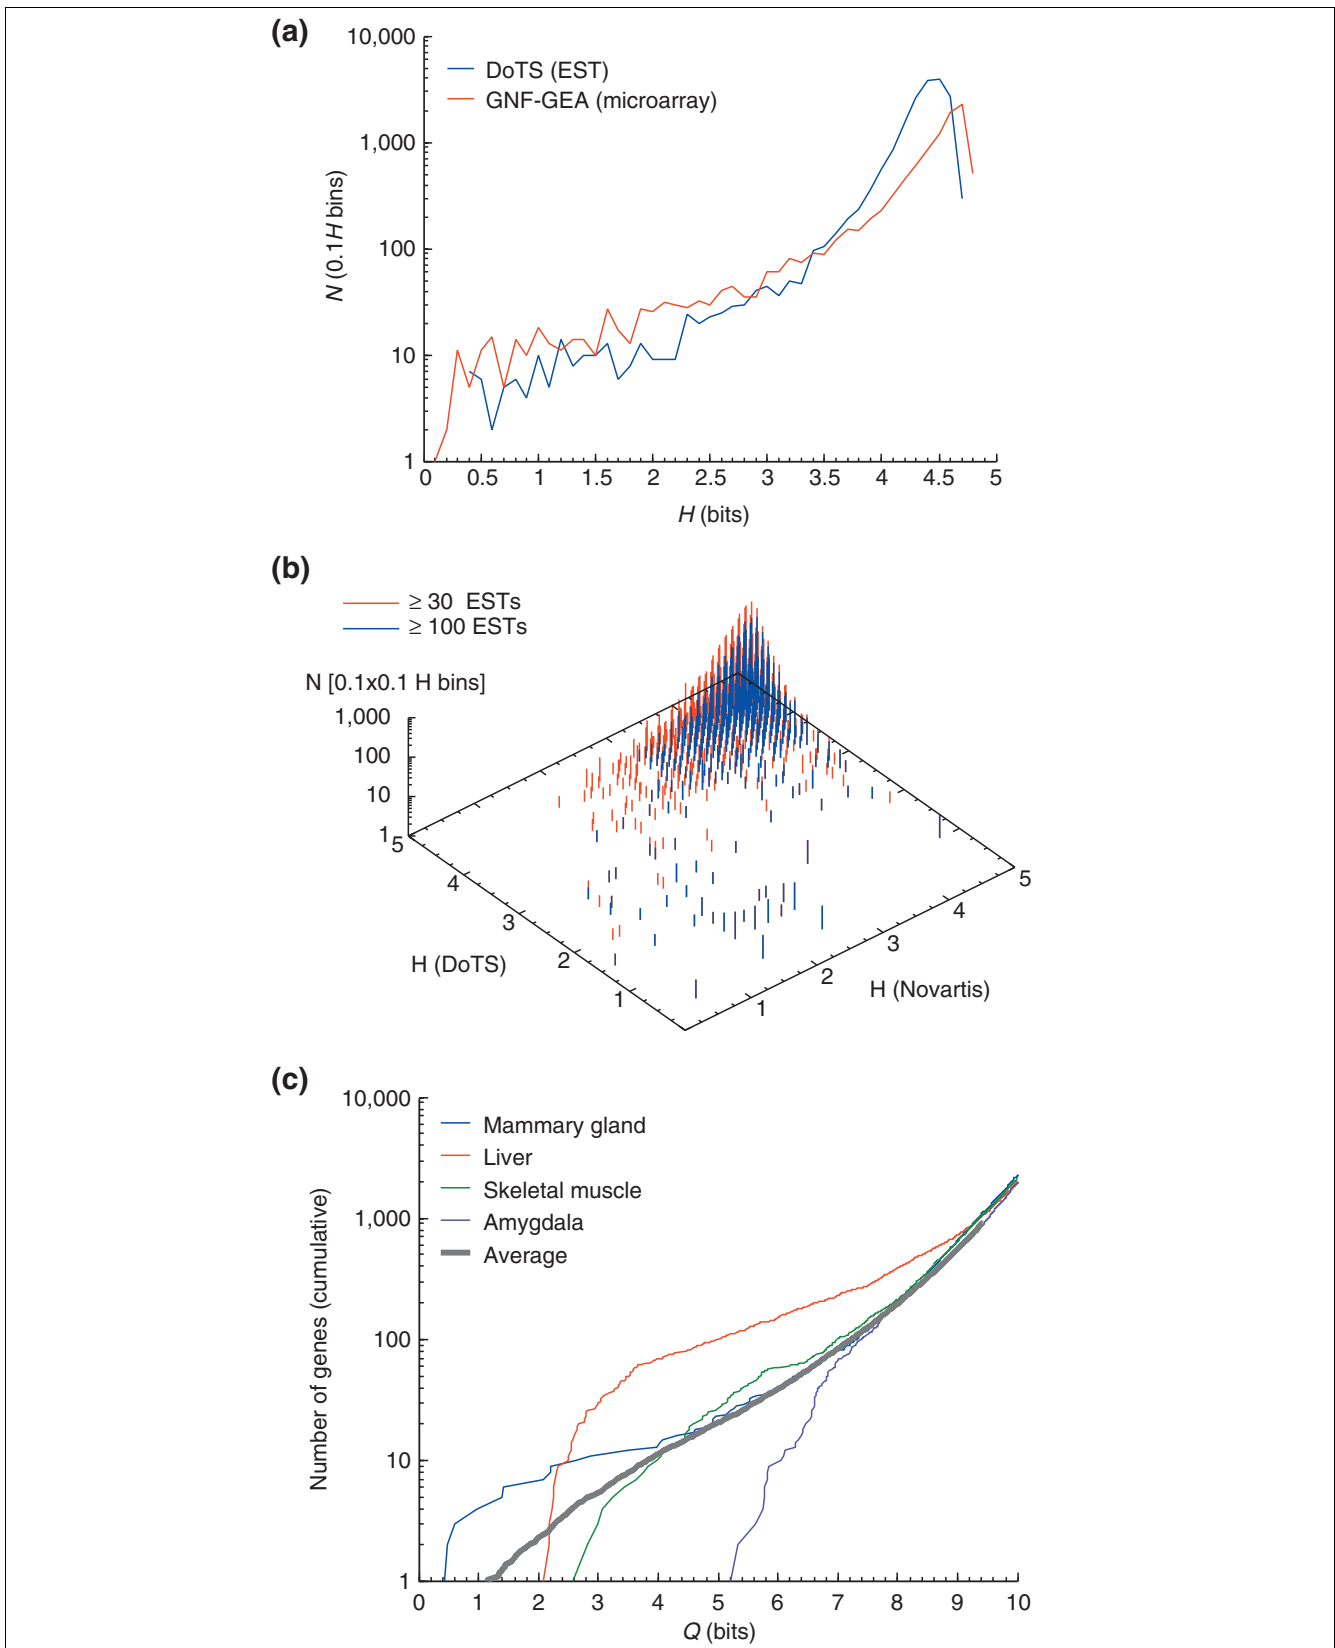 (a)
10,000
1,000
100
10
1
N (0.1H bins)
DoTS (EST)
GNF-GEA (microarray)
0 0.5 1 1.5 2 2.5 3 3.5 4 4.5 5
H (bits)
(b)
≥ 30 ESTs
≥ 100 ESTs
N [0.1x0.1 H bins]
1,000
100
10
1
5
4
3
2
1
H (DoTS)
1
2
3
4
5
H (Novartis)
(c)
10,000
1,000
100
10
1
Number of genes (cumulative)
Mammary gland
Liver
Skeletal muscle
Amygdala
Average
0 1 2 3 4 5 6 7 8 9 10
Q (bits)